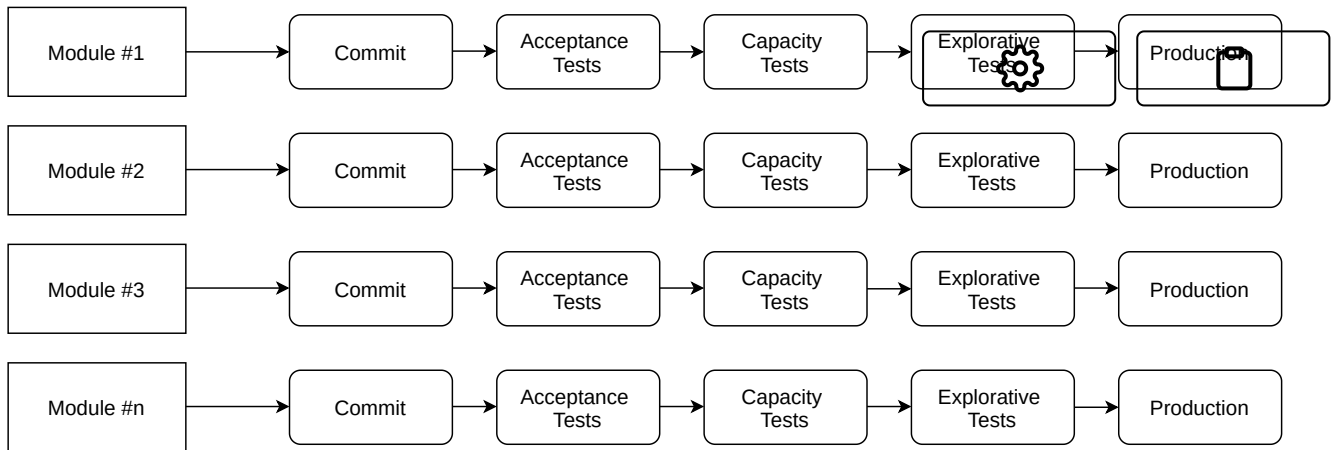 Module #1
Commit
Acceptance
Tests
Capacity
Tests
Explorative
Tests
Production
Module #2
Commit
Acceptance
Tests
Capacity
Tests
Explorative
Tests
Production
Module #3
Commit
Acceptance
Tests
Capacity
Tests
Explorative
Tests
Production
Module #n
Commit
Acceptance
Tests
Capacity
Tests
Explorative
Tests
Production